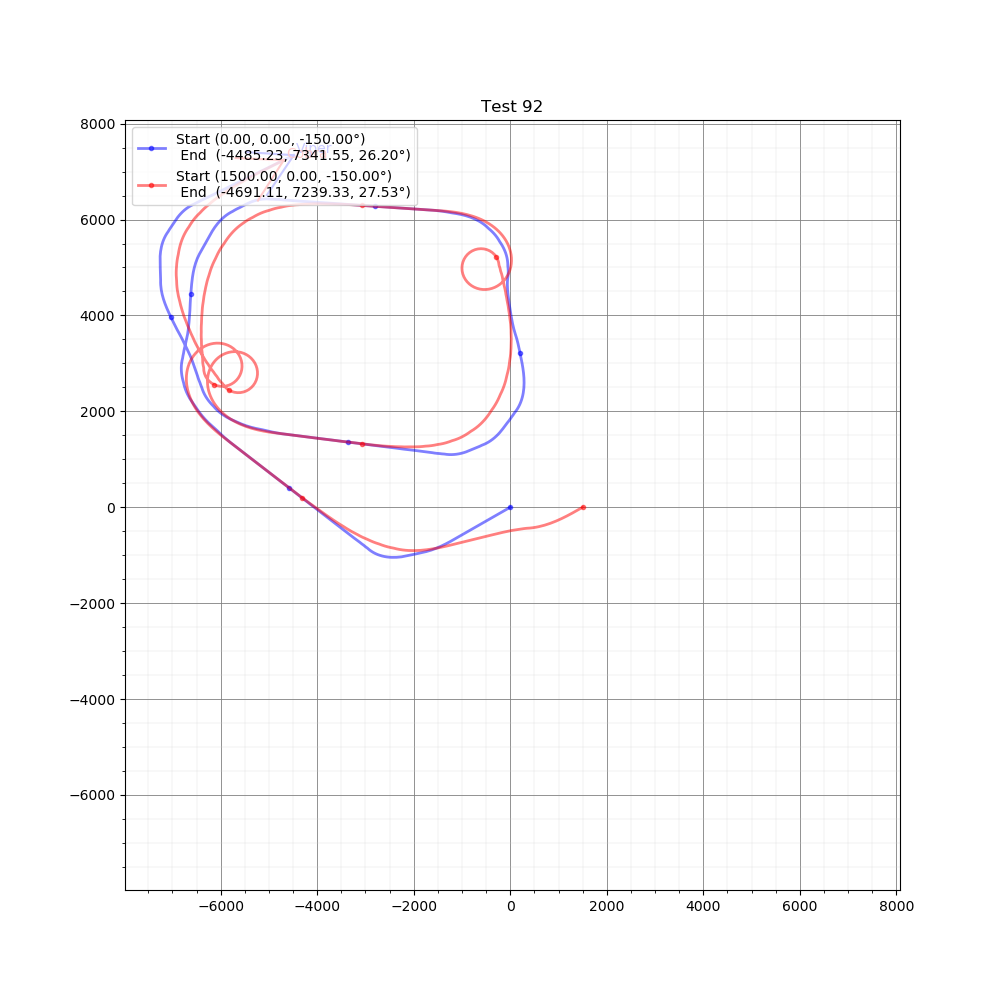 Test 92
Start (0.00, 0.00, -150.00°)
End (-4485.23, 7341.55, 26.20°)
Start (1500.00, 0.00, -150.00°)
End (-4691.11, 7239.33, 27.53°)
8000
6000
4000
2000
0
−2000
−4000
−6000
−6000 −4000 −2000 0 2000 4000 6000 8000